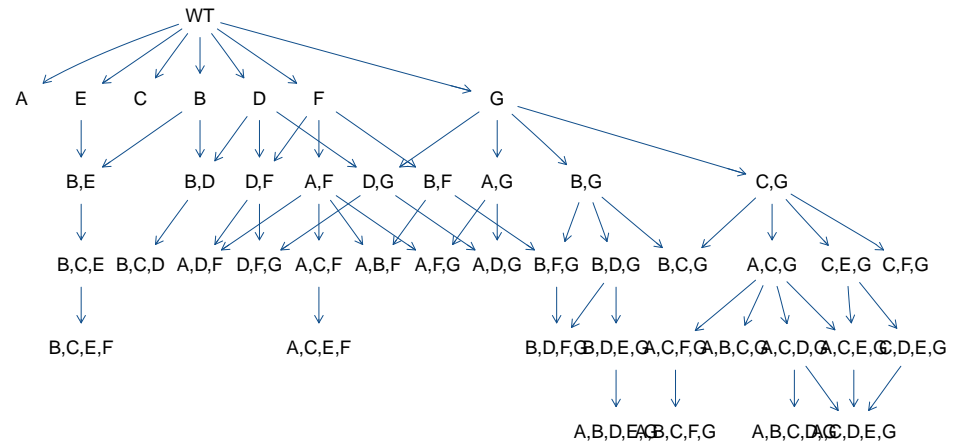 WT
A E C B D F G
B,E B,D D,F A,F D,G B,F A,G B,G C,G
B,C,E B,C,D A,D,F D,F,G A,C,F A,B,F A,F,G A,D,G B,F,G B,D,G B,C,G A,C,G C,E,G C,F,G
B,C,E,F A,C,E,F B,D,F,G B,D,E,G A,C,F,G A,B,C,G A,C,D,G A,C,E,G C,D,E,G
A,B,D,E,G A,B,C,F,G A,B,C,D,G A,C,D,E,G